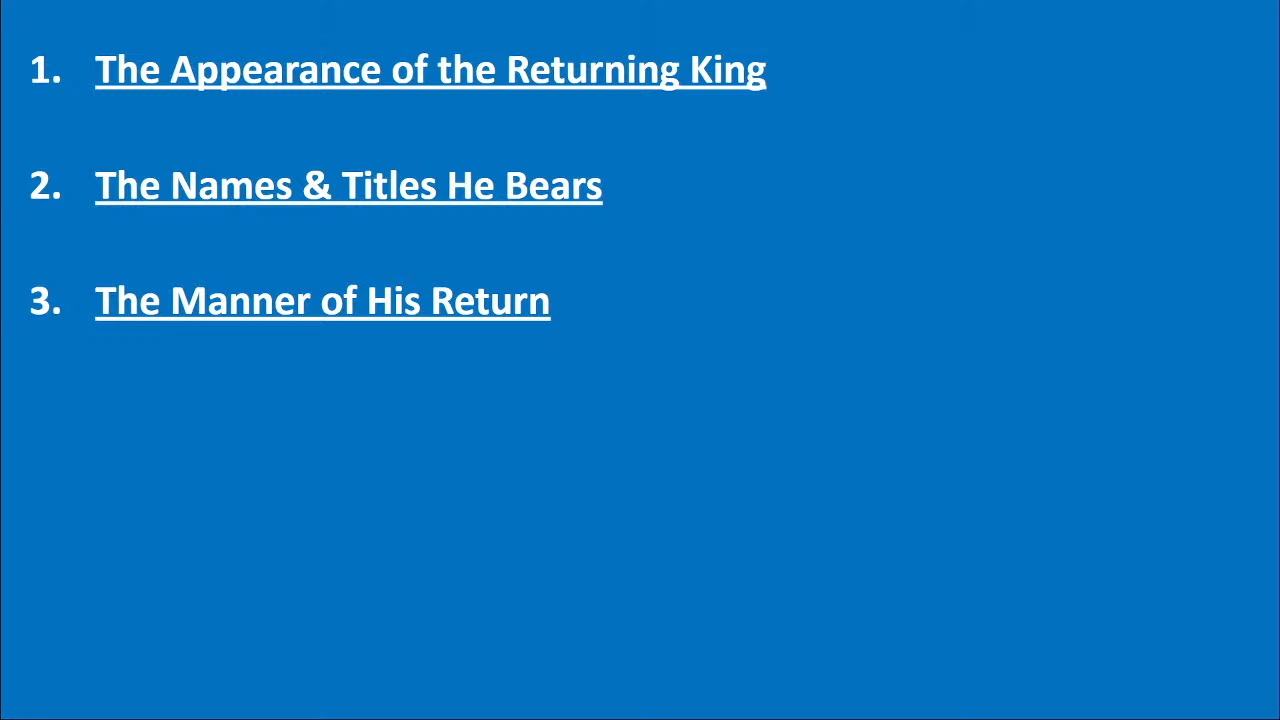 1. The Appearance of the Returning King
2. The Names & Titles He Bears
3. The Manner of His Return